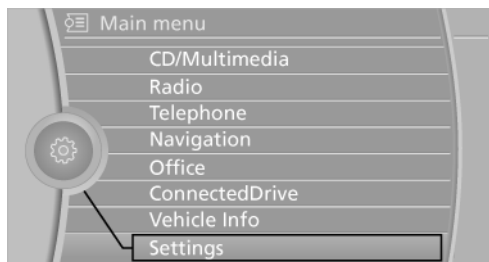 Main menu
CD/Multimedia
Radio
Telephone
Navigation
Office
ConnectedDrive
Vehicle Info
Settings